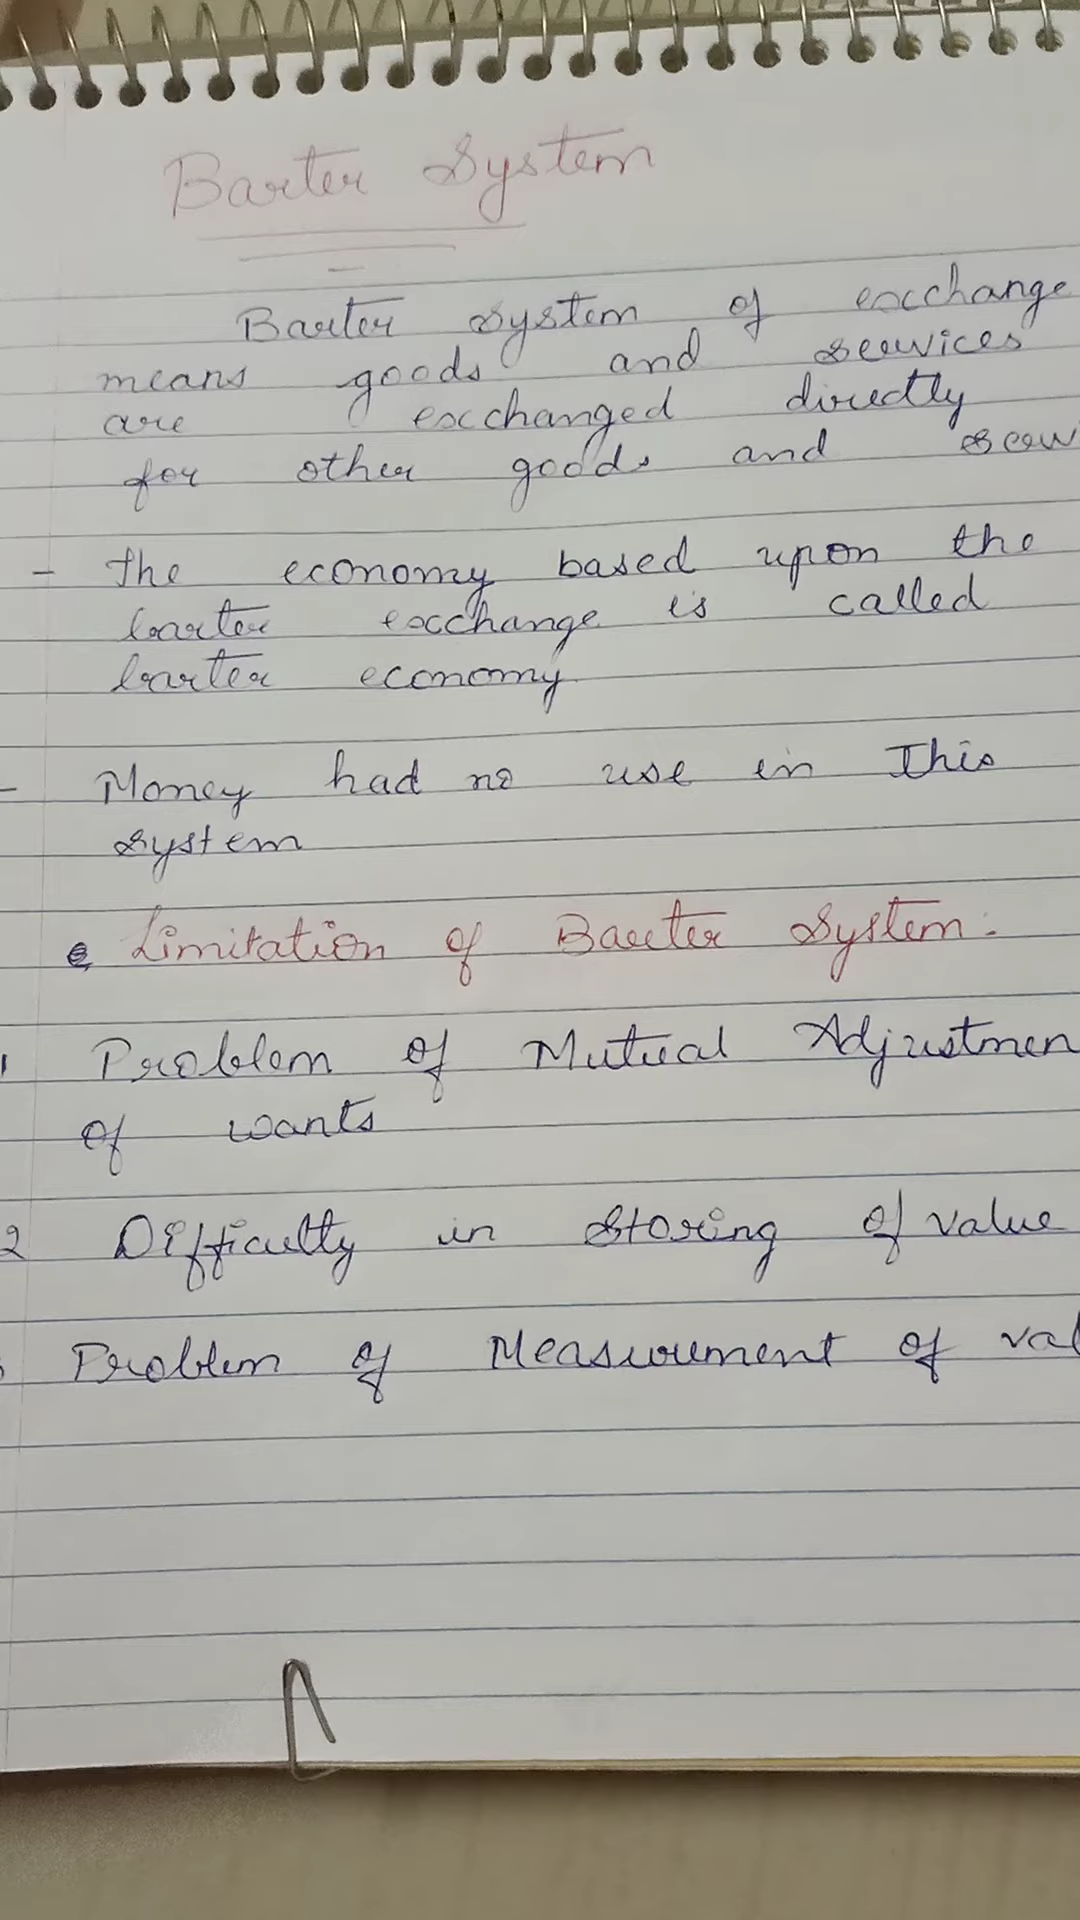 Barter System
Barter system of exchange
means goods and services
are exchanged directly
for other goods and serv
- the economy based upon the
barter exchange is called
barter economy
- Money had no use in This
system
Limitation of Barter System.
1 Problem of Mutual Adjustmen
of wants
2 Difficulty in Storing of value
Problem of Measurement of val